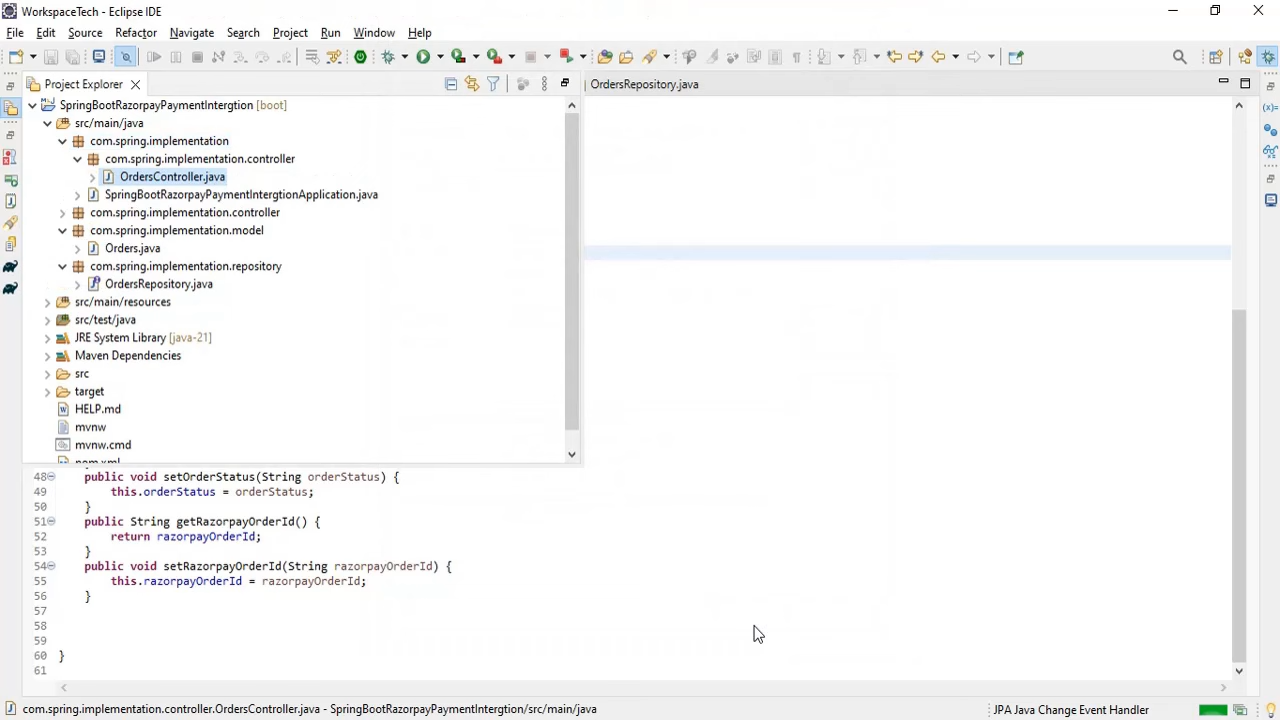 WorkspaceTech - Eclipse IDE
File Edit Source Refactor Navigate Search Project Run Window Help
Project Explorer
OrdersRepository.java
SpringBootRazorpayPaymentIntergtion [boot]
src/main/java
com.spring.implementation
com.spring.implementation.controller
OrdersController.java
SpringBootRazorpayPaymentIntergtionApplication.java
com.spring.implementation.controller
com.spring.implementation.model
Orders.java
com.spring.implementation.repository
OrdersRepository.java
src/main/resources
src/test/java
JRE System Library [java-21]
Maven Dependencies
src
target
HELP.md
mvnw
mvnw.cmd
pom.xml
48 public void setOrderStatus(String orderStatus) {
49 this.orderStatus = orderStatus;
50 }
51 public String getRazorpayOrderId() {
52 return razorpayOrderId;
53 }
54 public void setRazorpayOrderId(String razorpayOrderId) {
55 this.razorpayOrderId = razorpayOrderId;
56 }
57
58
59
60 }
61
com.spring.implementation.controller.OrdersController.java - SpringBootRazorpayPaymentIntergtion/src/main/java
JPA Java Change Event Handler